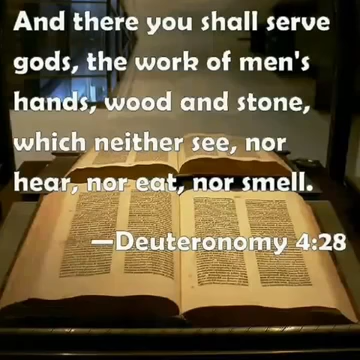 And there you shall serve
gods, the work of men's
hands, wood and stone,
which neither see, nor
hear, nor eat, nor smell.
—Deuteronomy 4:28